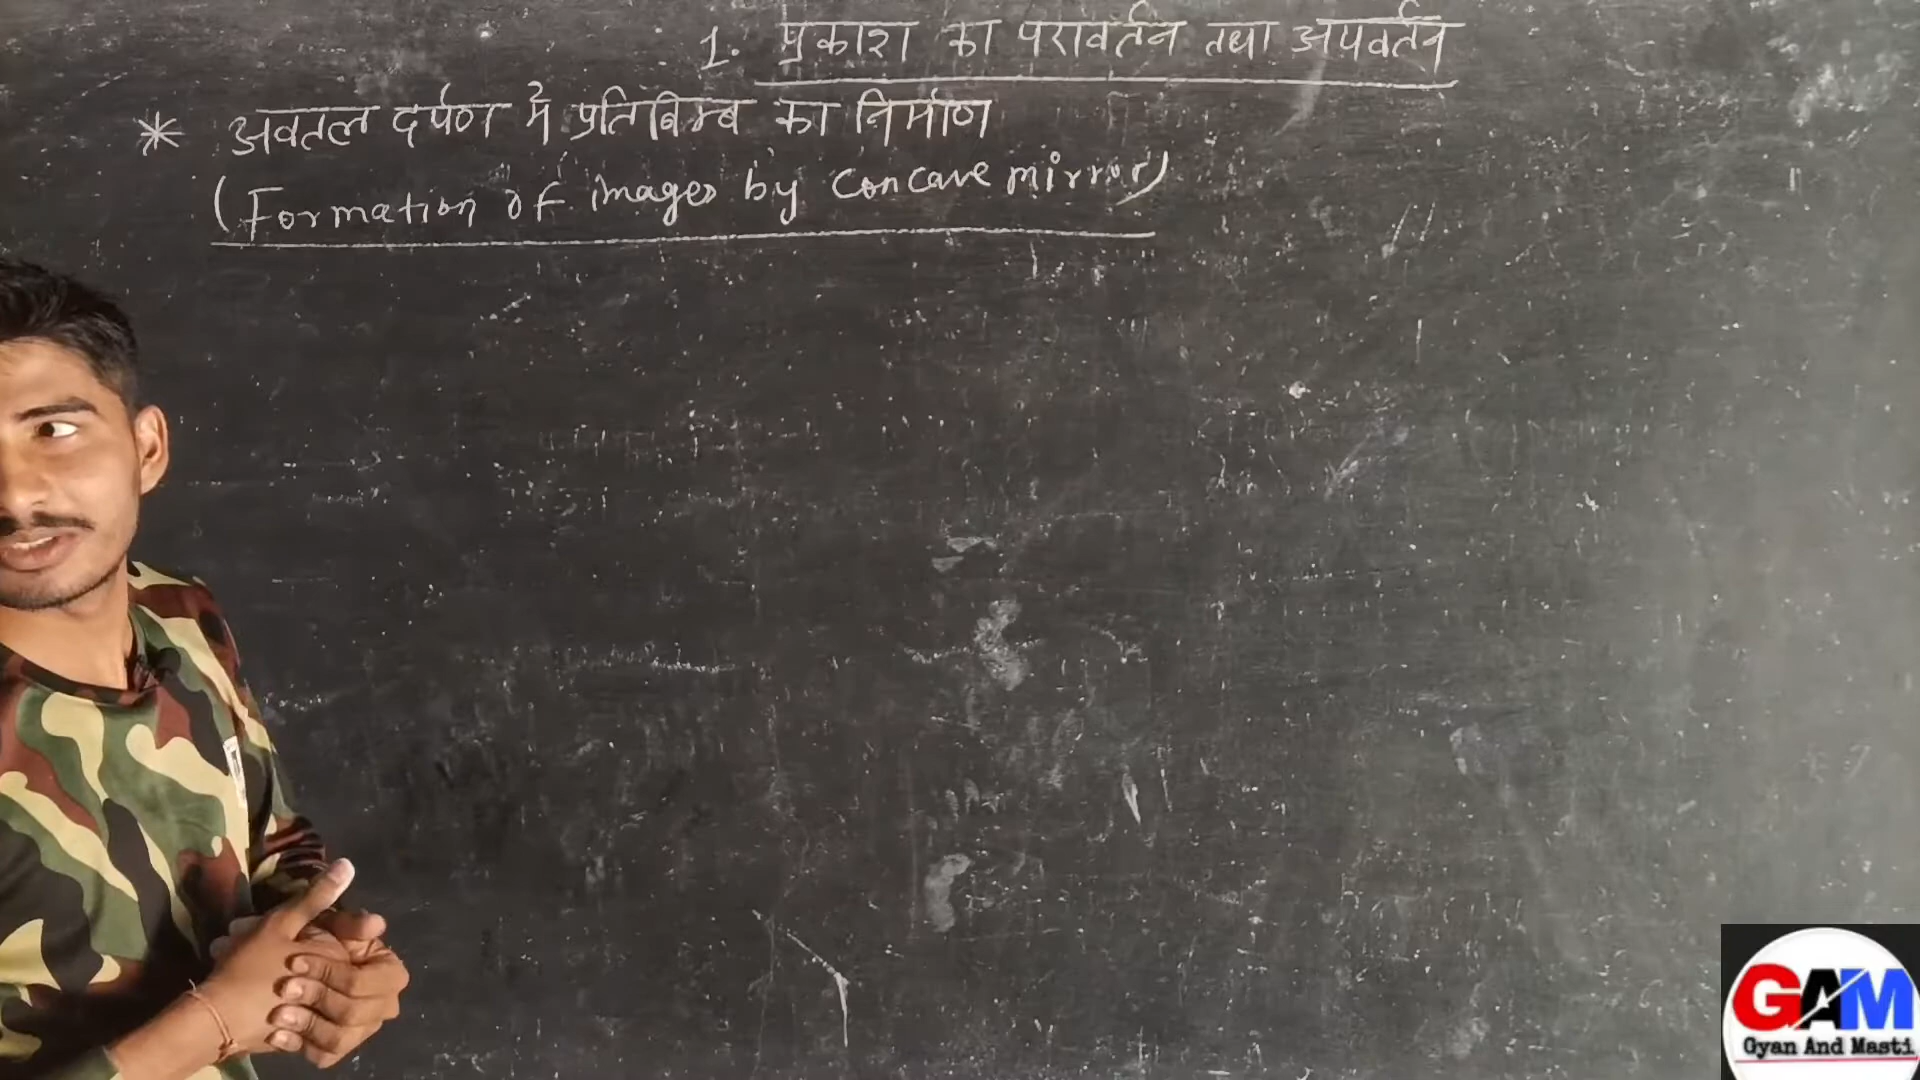 1. प्रकाश का परावर्तन तथा अपवर्तन
* अवतल दर्पण में प्रतिबिम्ब का निर्माण
(Formation of images by concave mirror)
GAM
Gyan And Masti